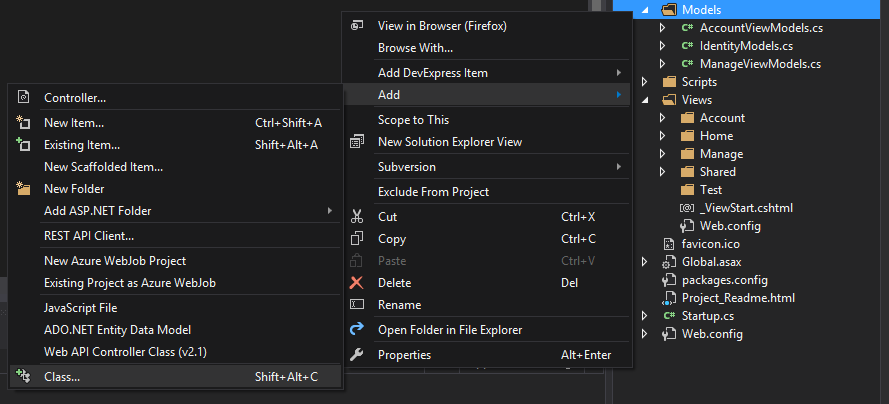 Controller...
New Item... Ctrl+Shift+A
Existing Item... Shift+Alt+A
New Scaffolded Item...
New Folder
Add ASP.NET Folder
REST API Client...
New Azure WebJob Project
Existing Project as Azure WebJob
JavaScript File
ADO.NET Entity Data Model
Web API Controller Class (v2.1)
Class... Shift+Alt+C
View in Browser (Firefox)
Browse With...
Add DevExpress Item
Add
Scope to This
New Solution Explorer View
Subversion
Exclude From Project
Cut Ctrl+X
Copy Ctrl+C
Paste Ctrl+V
Delete Del
Rename
Open Folder in File Explorer
Properties Alt+Enter
Models
C# AccountViewModels.cs
C# IdentityModels.cs
C# ManageViewModels.cs
Scripts
Views
Account
Home
Manage
Shared
Test
[@] _ViewStart.cshtml
Web.config
favicon.ico
Global.asax
packages.config
Project_Readme.html
C# Startup.cs
Web.config